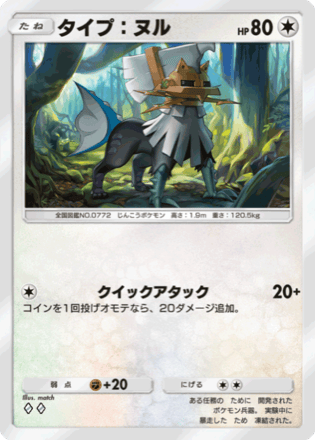 たね タイプ：ヌル HP 80
全国図鑑NO.0772 じんこうポケモン 高さ：1.9m 重さ：120.5kg
クイックアタック 20+
コインを1回投げオモテなら、20ダメージ追加。
弱点 +20 にげる
Illus. match
ある任務の ために 開発された
ポケモン兵器。 実験中に
暴走した ため 凍結された。